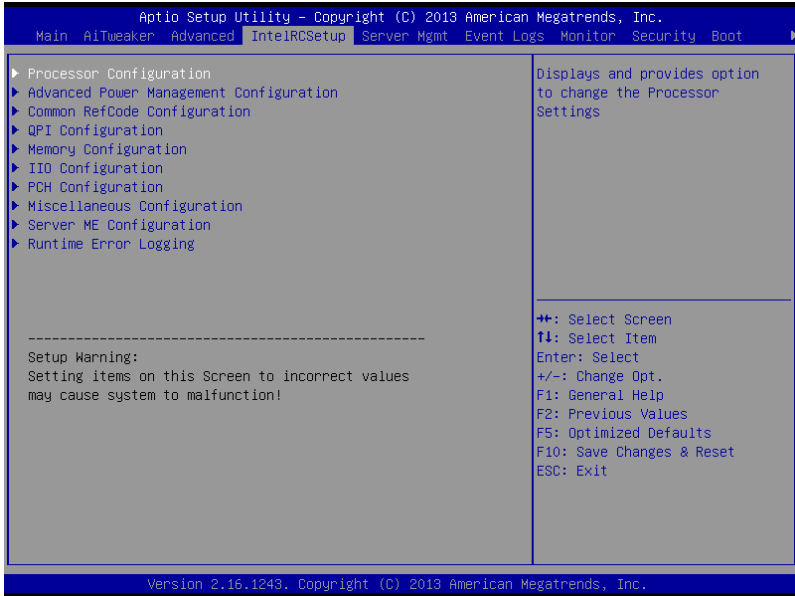 Aptio Setup Utility – Copyright (C) 2013 American Megatrends, Inc.
Main AiTweaker Advanced IntelRCSetup Server Mgmt Event Logs Monitor Security Boot
Processor Configuration
Advanced Power Management Configuration
Common RefCode Configuration
QPI Configuration
Memory Configuration
IIO Configuration
PCH Configuration
Miscellaneous Configuration
Server ME Configuration
Runtime Error Logging
--------------------------------------------------
Setup Warning:
Setting items on this Screen to incorrect values
may cause system to malfunction!
Displays and provides option
to change the Processor
Settings
→←: Select Screen
↑↓: Select Item
Enter: Select
+/-: Change Opt.
F1: General Help
F2: Previous Values
F5: Optimized Defaults
F10: Save Changes & Reset
ESC: Exit
Version 2.16.1243. Copyright (C) 2013 American Megatrends, Inc.